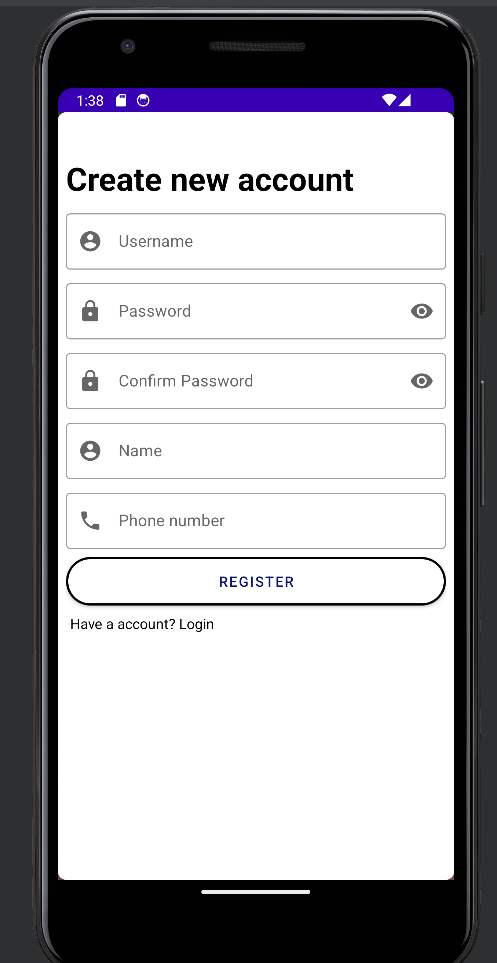 1:38
Create new account
Username
Password
Confirm Password
Name
Phone number
REGISTER
Have a account? Login